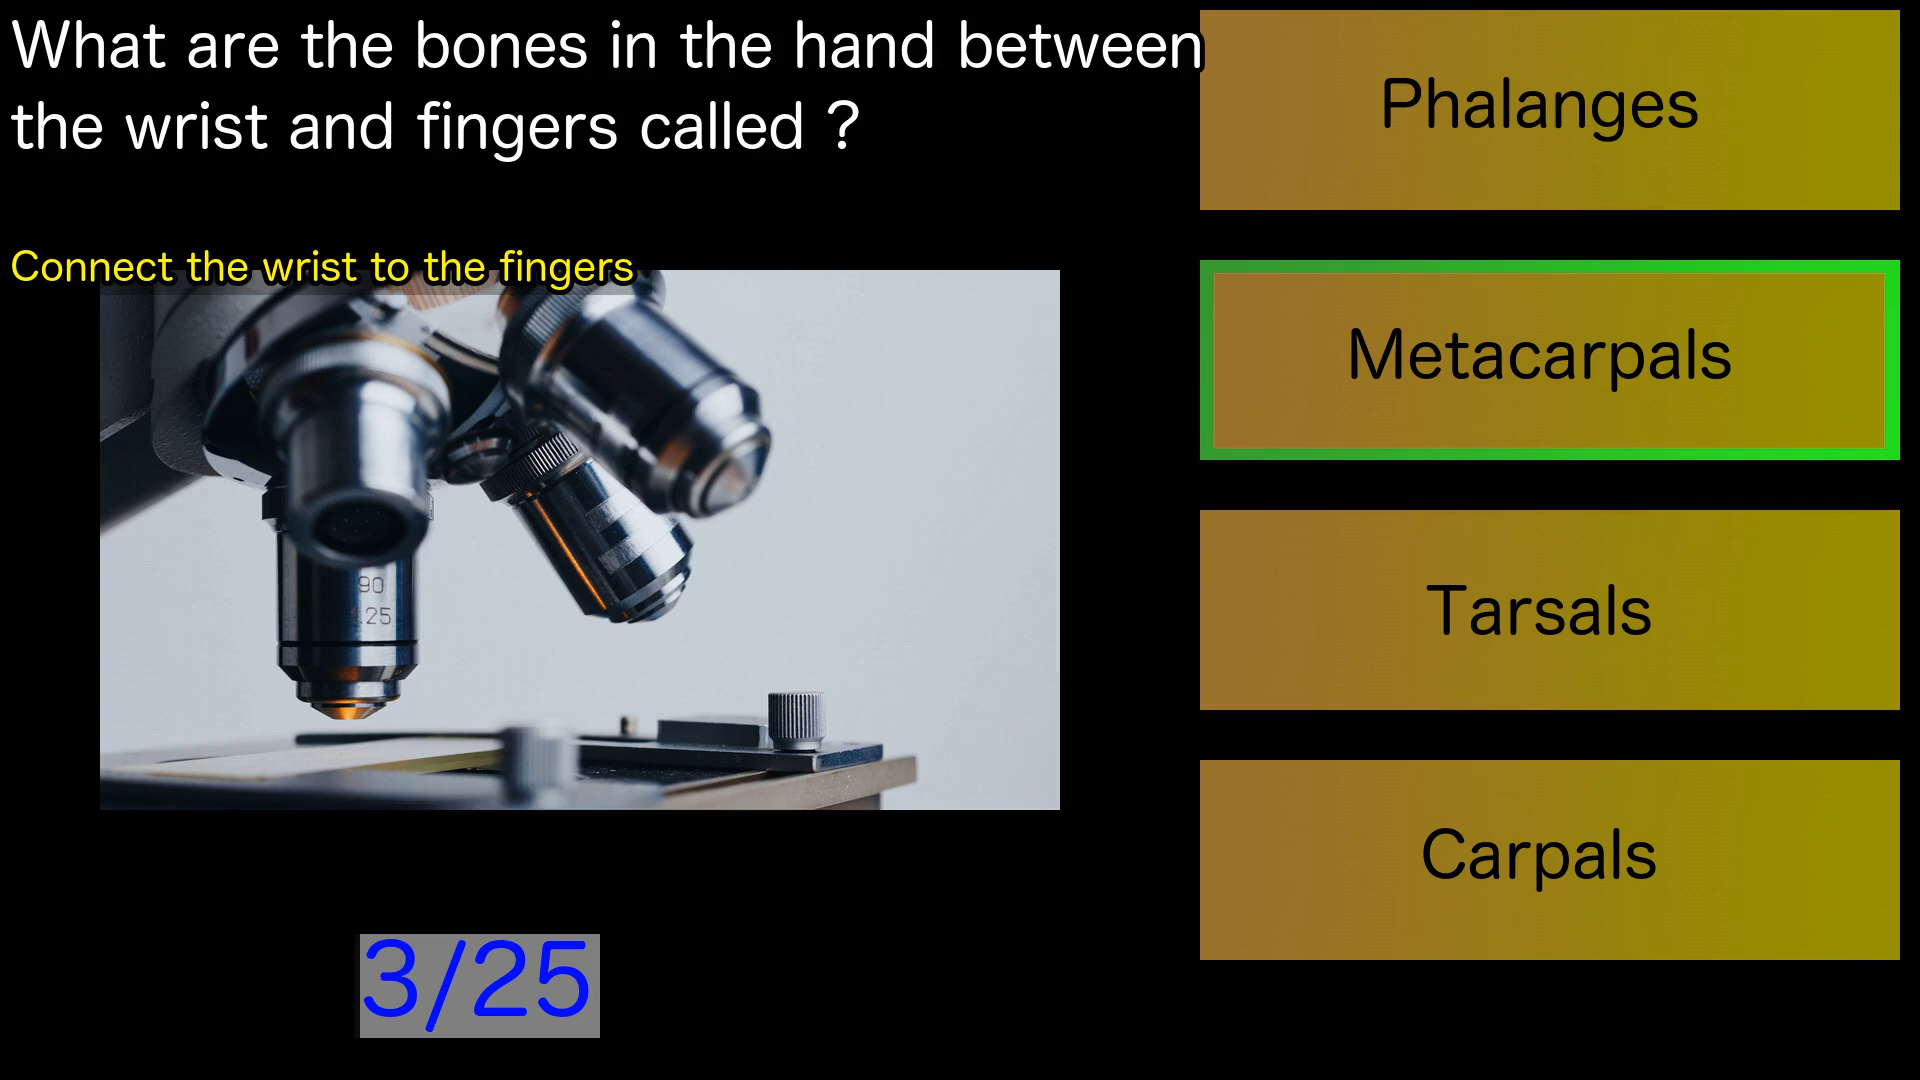 What are the bones in the hand between
the wrist and fingers called ?
Connect the wrist to the fingers
90
25
Phalanges
Metacarpals
Tarsals
Carpals
3/25